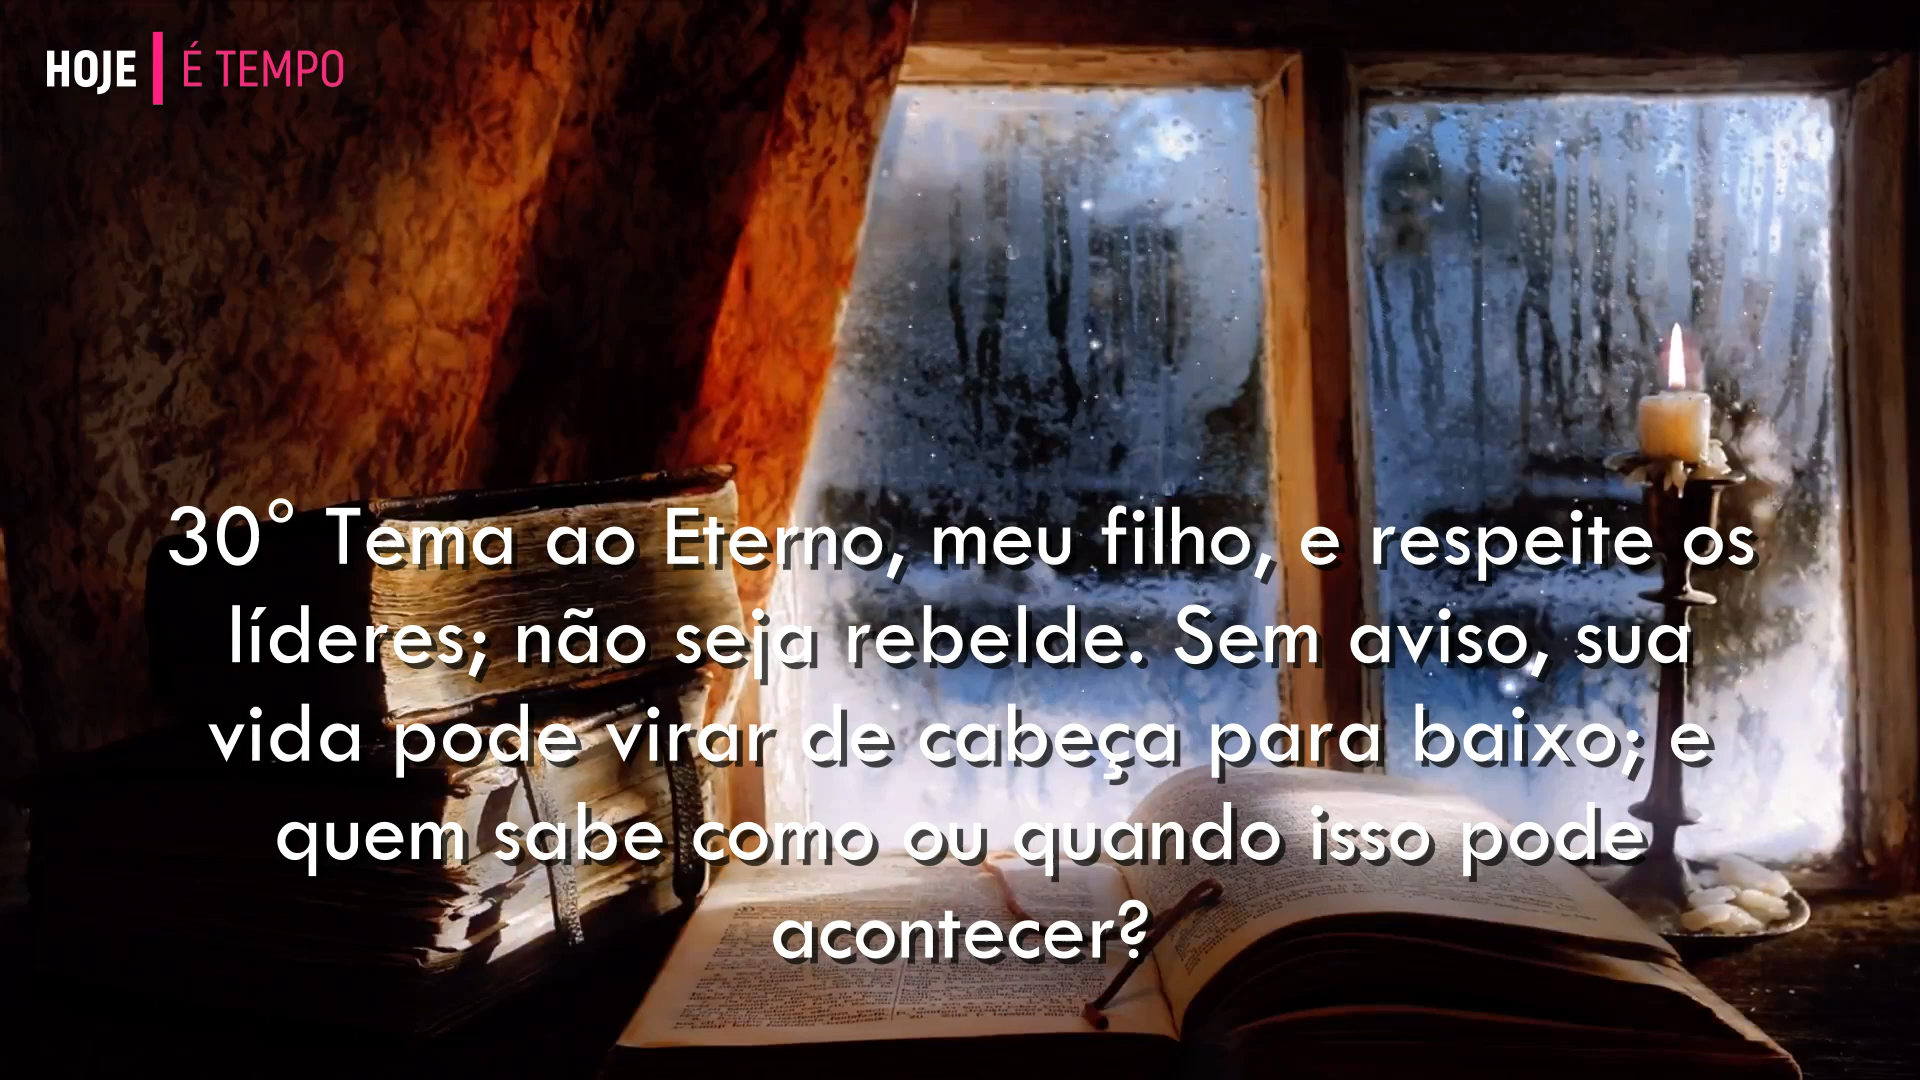 HOJE | É TEMPO
30° Tema ao Eterno, meu filho, e respeite os
líderes; não seja rebelde. Sem aviso, sua
vida pode virar de cabeça para baixo; e
quem sabe como ou quando isso pode
acontecer?